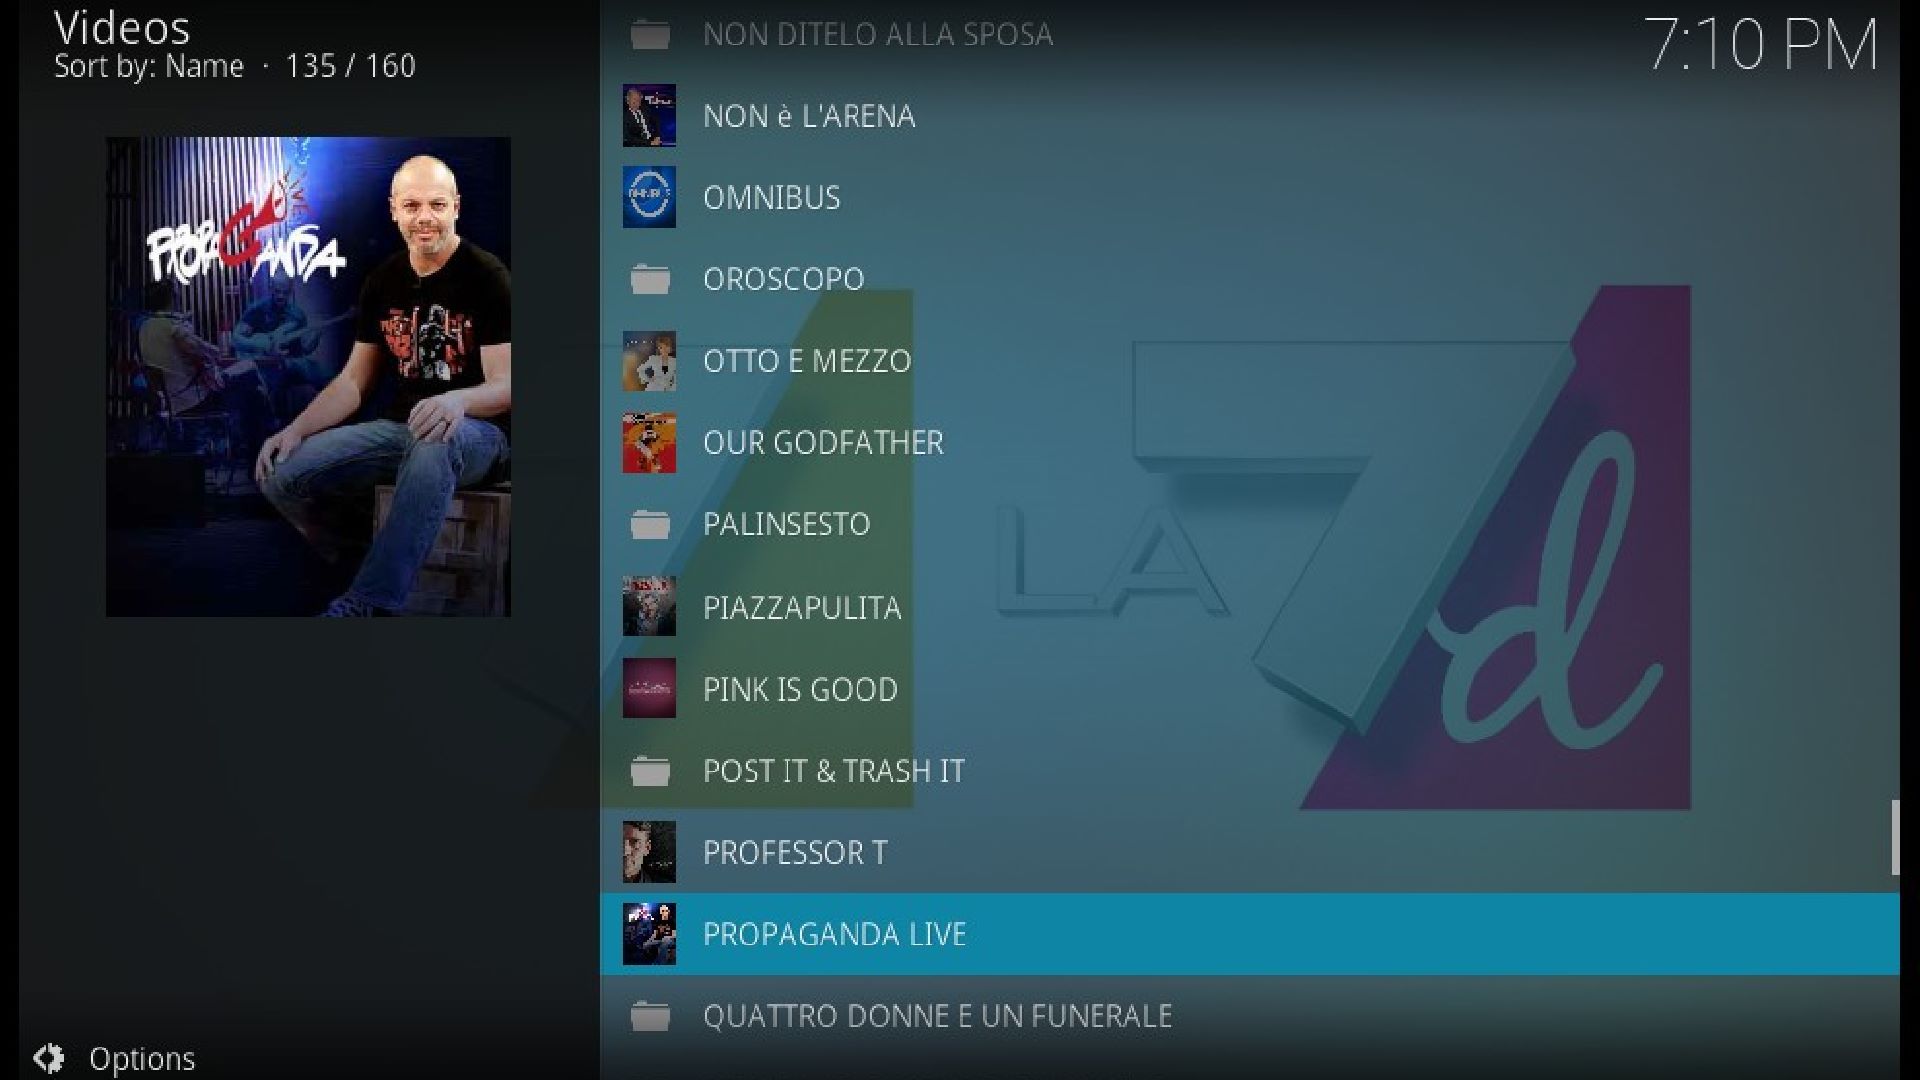 Videos
Sort by: Name · 135 / 160
7:10 PM
PROPAGANDA
LIVE
NON DITELO ALLA SPOSA
NON è L'ARENA
OMNIBUS
OROSCOPO
OTTO E MEZZO
OUR GODFATHER
PALINSESTO
PIAZZAPULITA
PINK IS GOOD
POST IT & TRASH IT
PROFESSOR T
PROPAGANDA LIVE
QUATTRO DONNE E UN FUNERALE
LA7d
Options